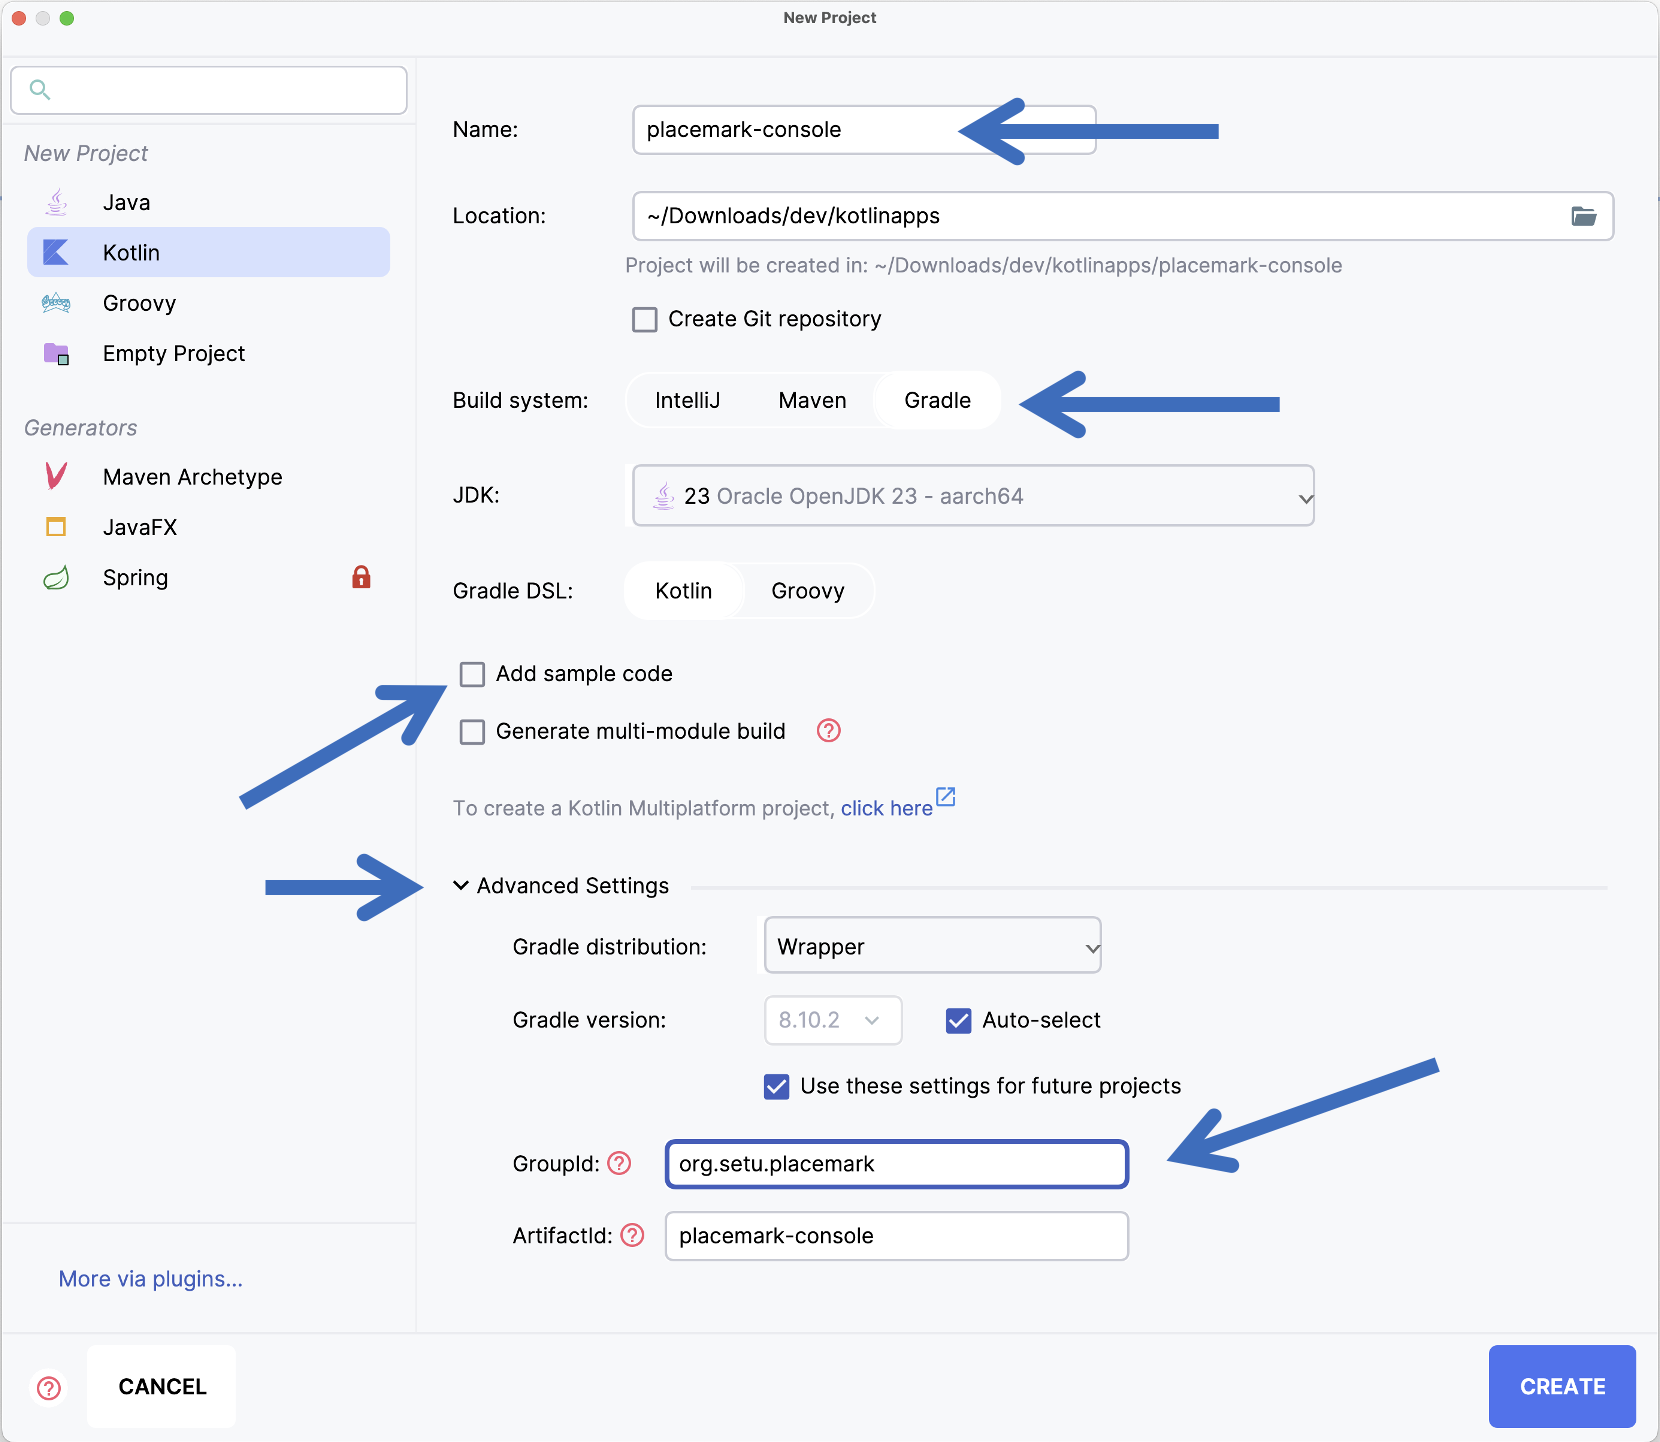 New Project
New Project
Java
Kotlin
Groovy
Empty Project
Generators
Maven Archetype
JavaFX
Spring
More via plugins...
Name: placemark-console
Location: ~/Downloads/dev/kotlinapps
Project will be created in: ~/Downloads/dev/kotlinapps/placemark-console
Create Git repository
Build system: IntelliJ Maven Gradle
JDK: 23 Oracle OpenJDK 23 - aarch64
Gradle DSL: Kotlin Groovy
Add sample code
Generate multi-module build ?
To create a Kotlin Multiplatform project, click here
Advanced Settings
Gradle distribution: Wrapper
Gradle version: 8.10.2 Auto-select
Use these settings for future projects
GroupId: ? org.setu.placemark
ArtifactId: ? placemark-console
? CANCEL CREATE